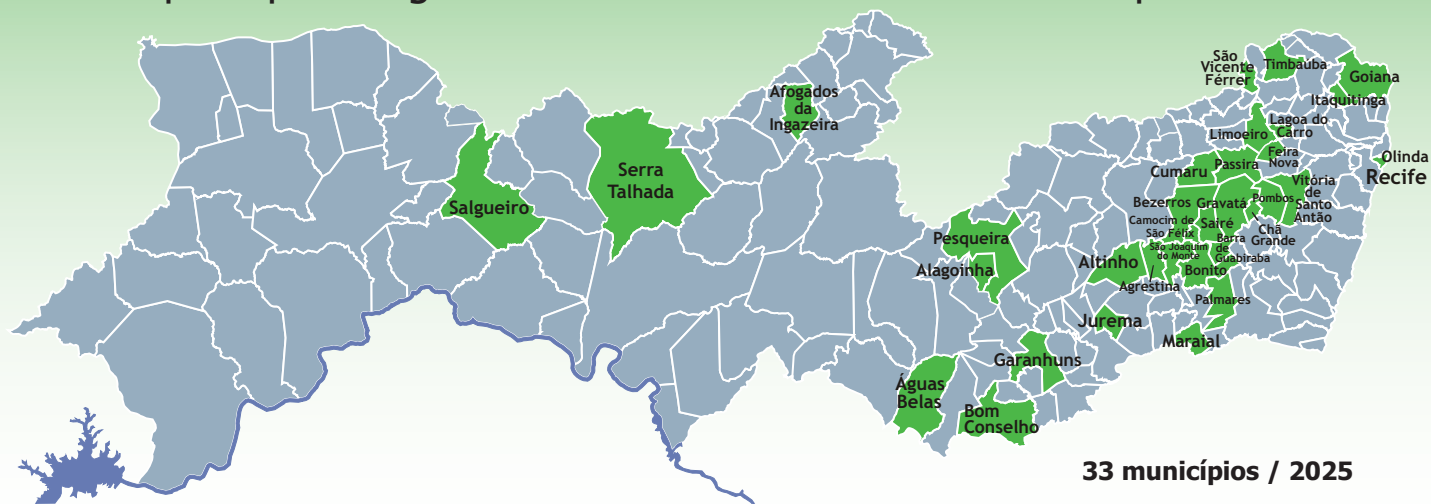 São
Vicente
Férrer
Timbaúba
Goiana
Itaquitinga
Afogados
da
Ingazeira
Limoeiro
Lagoa do
Carro
Feira
Nova
Olinda
Recife
Passira
Cumaru
Serra
Talhada
Salgueiro
Bezerros
Gravatá
Pombos
Vitória
de
Santo
Antão
Camocim de
São Félix
Sairé
Chã
Grande
Barra
de
Guabiraba
São Joaquim
do Monte
Pesqueira
Alagoinha
Altinho
Agrestina
Bonito
Palmares
Jurema
Maraial
Garanhuns
Águas
Belas
Bom
Conselho
33 municípios / 2025